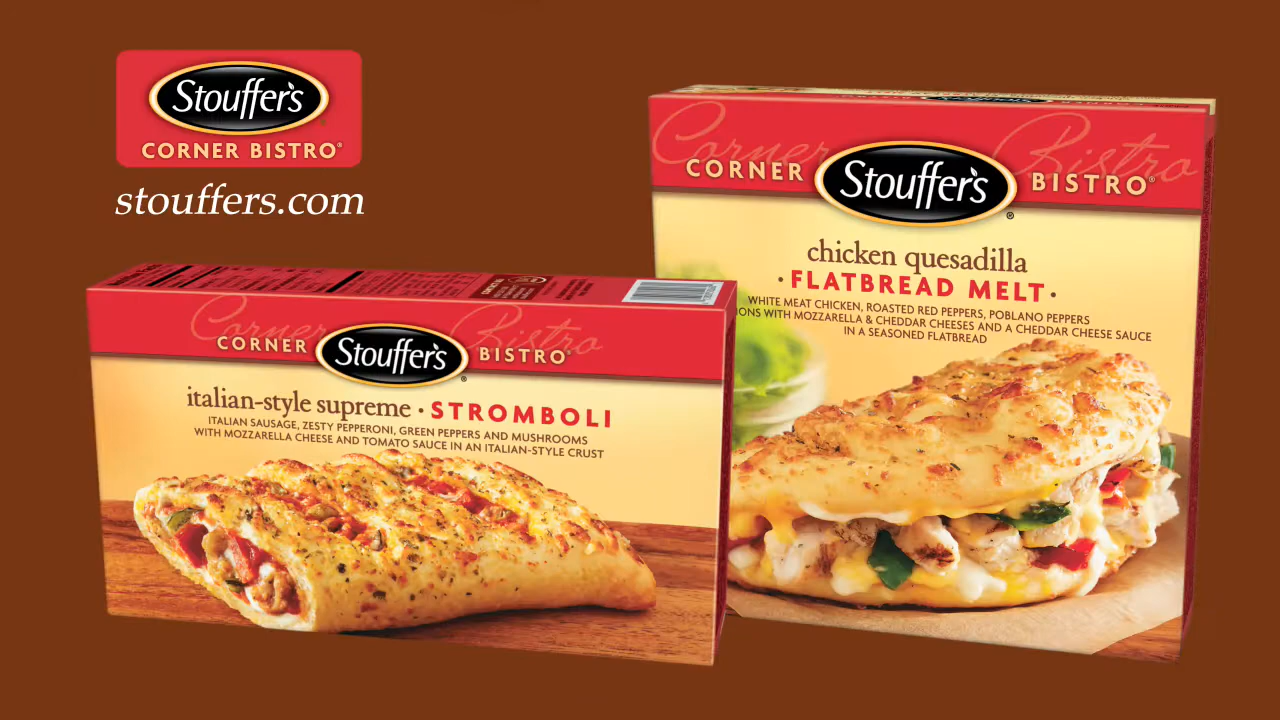 Stouffer's
CORNER BISTRO®
stouffers.com
Corner Bistro
CORNER Stouffer's® BISTRO®
chicken quesadilla
· FLATBREAD MELT ·
WHITE MEAT CHICKEN, ROASTED RED PEPPERS, POBLANO PEPPERS
IONS WITH MOZZARELLA & CHEDDAR CHEESES AND A CHEDDAR CHEESE SAUCE
IN A SEASONED FLATBREAD
Corner Bistro
CORNER Stouffer's® BISTRO®
italian-style supreme · STROMBOLI
ITALIAN SAUSAGE, ZESTY PEPPERONI, GREEN PEPPERS AND MUSHROOMS
WITH MOZZARELLA CHEESE AND TOMATO SAUCE IN AN ITALIAN-STYLE CRUST